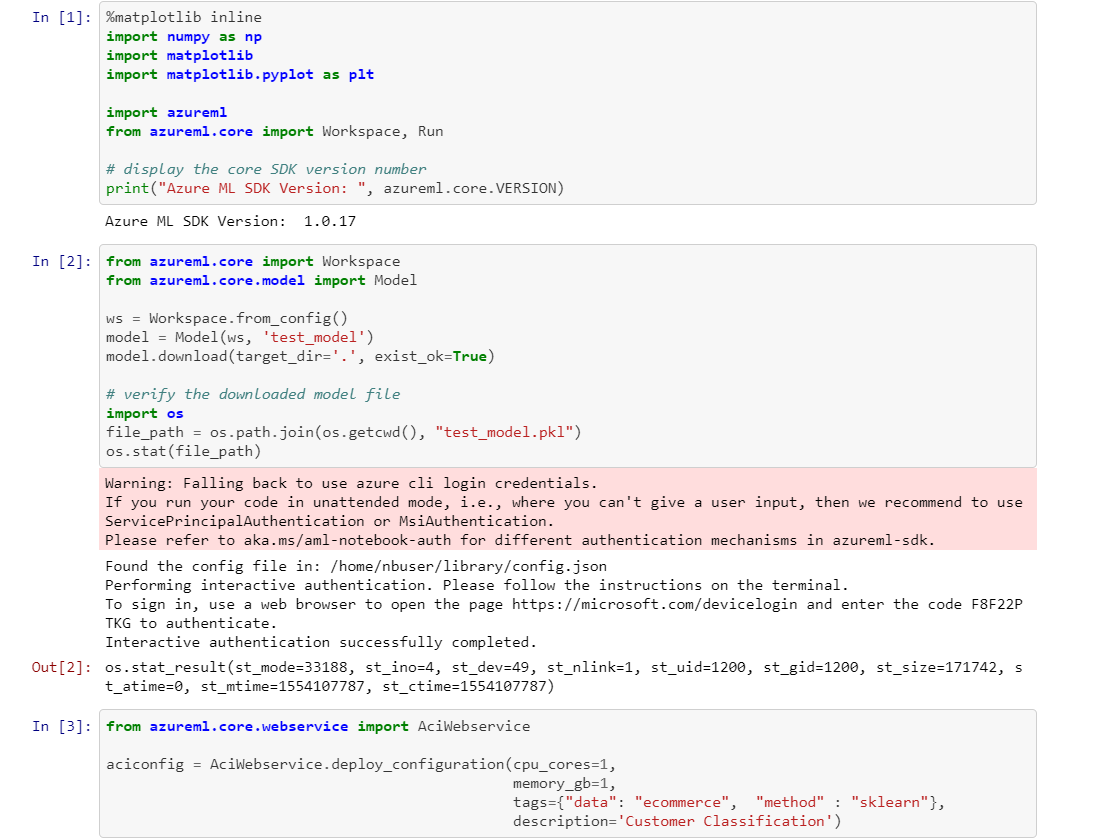 In [1]: %matplotlib inline
import numpy as np
import matplotlib
import matplotlib.pyplot as plt
import azureml
from azureml.core import Workspace, Run
# display the core SDK version number
print("Azure ML SDK Version: ", azureml.core.VERSION)
Azure ML SDK Version:  1.0.17
In [2]: from azureml.core import Workspace
from azureml.core.model import Model
ws = Workspace.from_config()
model = Model(ws, 'test_model')
model.download(target_dir='.', exist_ok=True)
# verify the downloaded model file
import os
file_path = os.path.join(os.getcwd(), "test_model.pkl")
os.stat(file_path)
Warning: Falling back to use azure cli login credentials.
If you run your code in unattended mode, i.e., where you can't give a user input, then we recommend to use
ServicePrincipalAuthentication or MsiAuthentication.
Please refer to aka.ms/aml-notebook-auth for different authentication mechanisms in azureml-sdk.
Found the config file in: /home/nbuser/library/config.json
Performing interactive authentication. Please follow the instructions on the terminal.
To sign in, use a web browser to open the page https://microsoft.com/devicelogin and enter the code F8F22P
TKG to authenticate.
Interactive authentication successfully completed.
Out[2]: os.stat_result(st_mode=33188, st_ino=4, st_dev=49, st_nlink=1, st_uid=1200, st_gid=1200, st_size=171742, s
t_atime=0, st_mtime=1554107787, st_ctime=1554107787)
In [3]: from azureml.core.webservice import AciWebservice
aciconfig = AciWebservice.deploy_configuration(cpu_cores=1,
memory_gb=1,
tags={"data": "ecommerce",  "method" : "sklearn"},
description='Customer Classification')